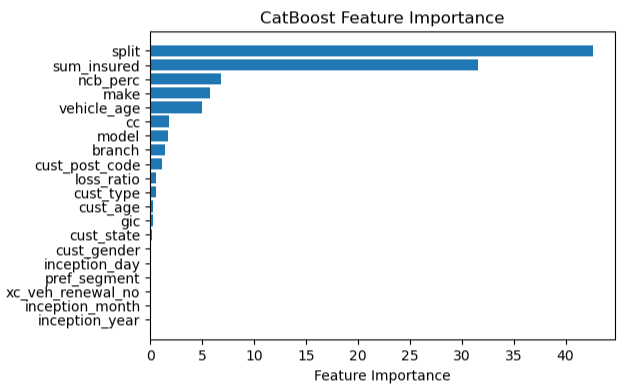 CatBoost Feature Importance
split
sum_insured
ncb_perc
make
vehicle_age
cc
model
branch
cust_post_code
loss_ratio
cust_type
cust_age
gic
cust_state
cust_gender
inception_day
pref_segment
xc_veh_renewal_no
inception_month
inception_year
0 5 10 15 20 25 30 35 40
Feature Importance